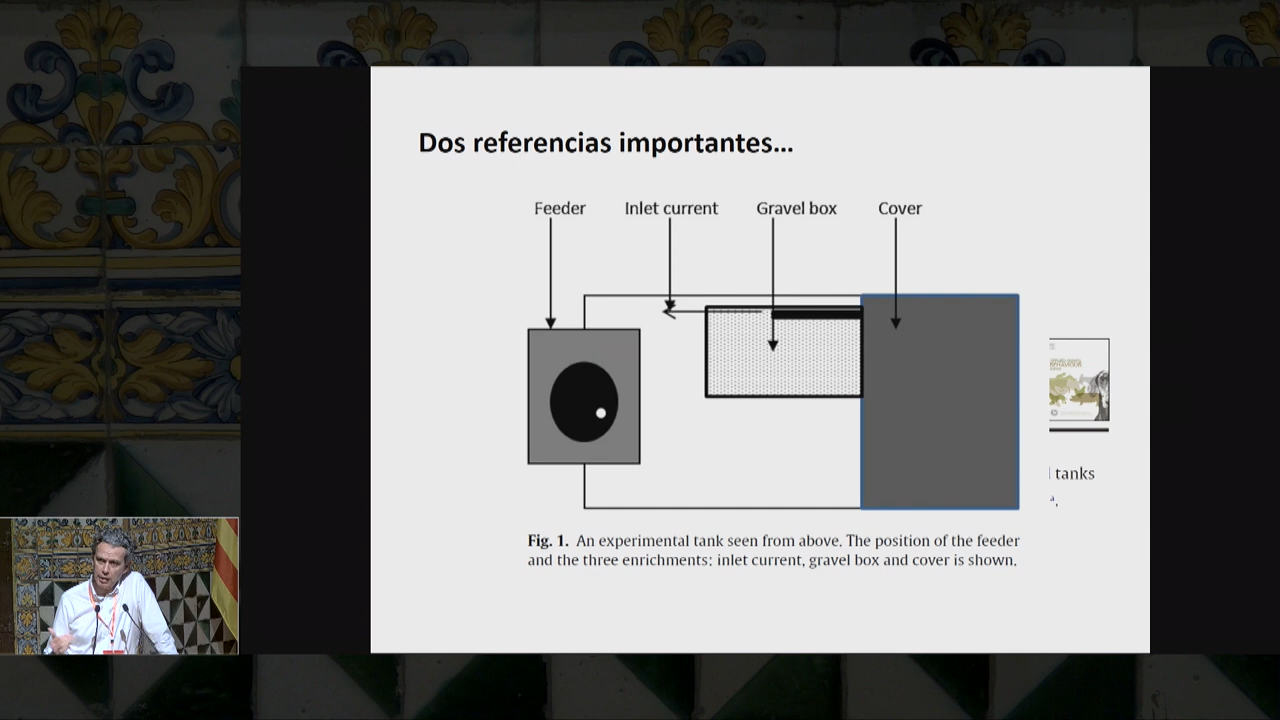 Dos referencias importantes...
Feeder
Inlet current
Gravel box
Cover
tanks
Fig. 1. An experimental tank seen from above. The position of the feeder
and the three enrichments: inlet current, gravel box and cover is shown.